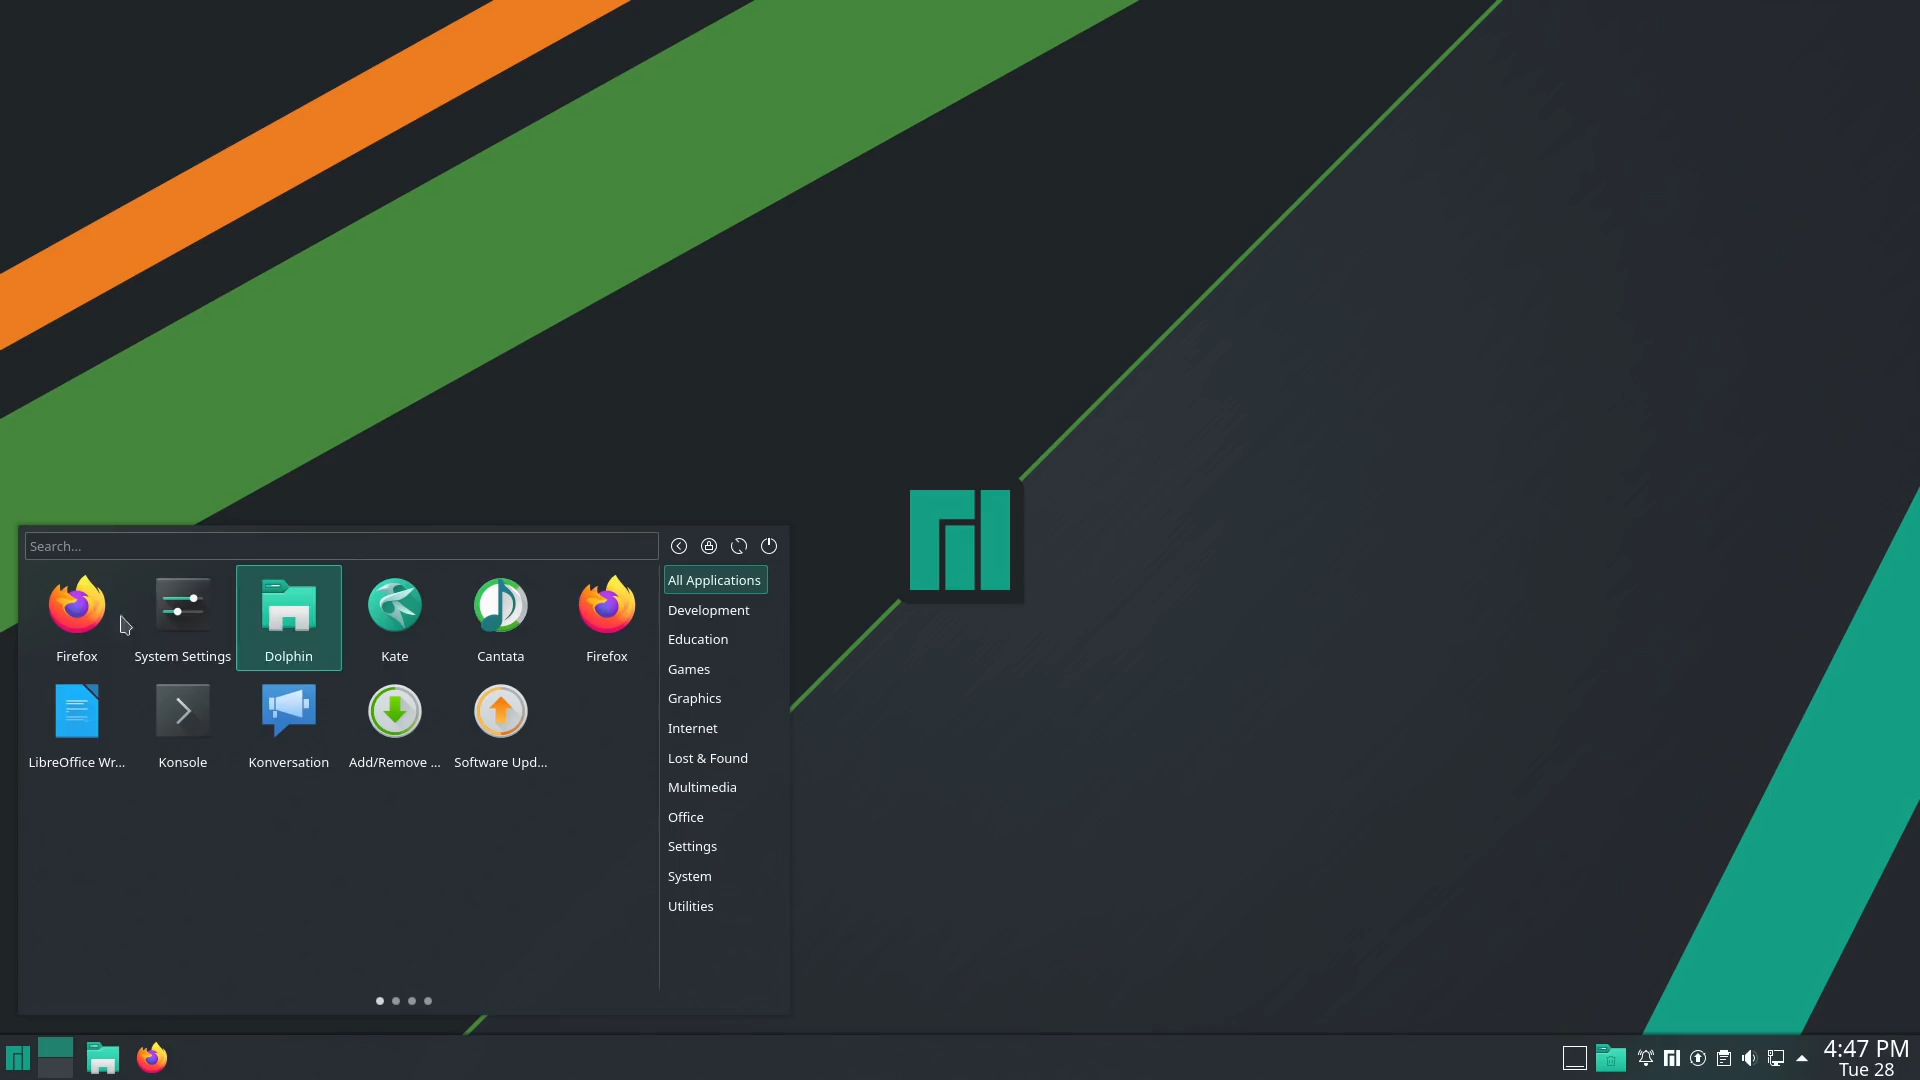 Search...
Firefox
System Settings
Dolphin
Kate
Cantata
Firefox
LibreOffice Wr...
Konsole
Konversation
Add/Remove ...
Software Upd...
All Applications
Development
Education
Games
Graphics
Internet
Lost & Found
Multimedia
Office
Settings
System
Utilities
4:47 PM
Tue 28